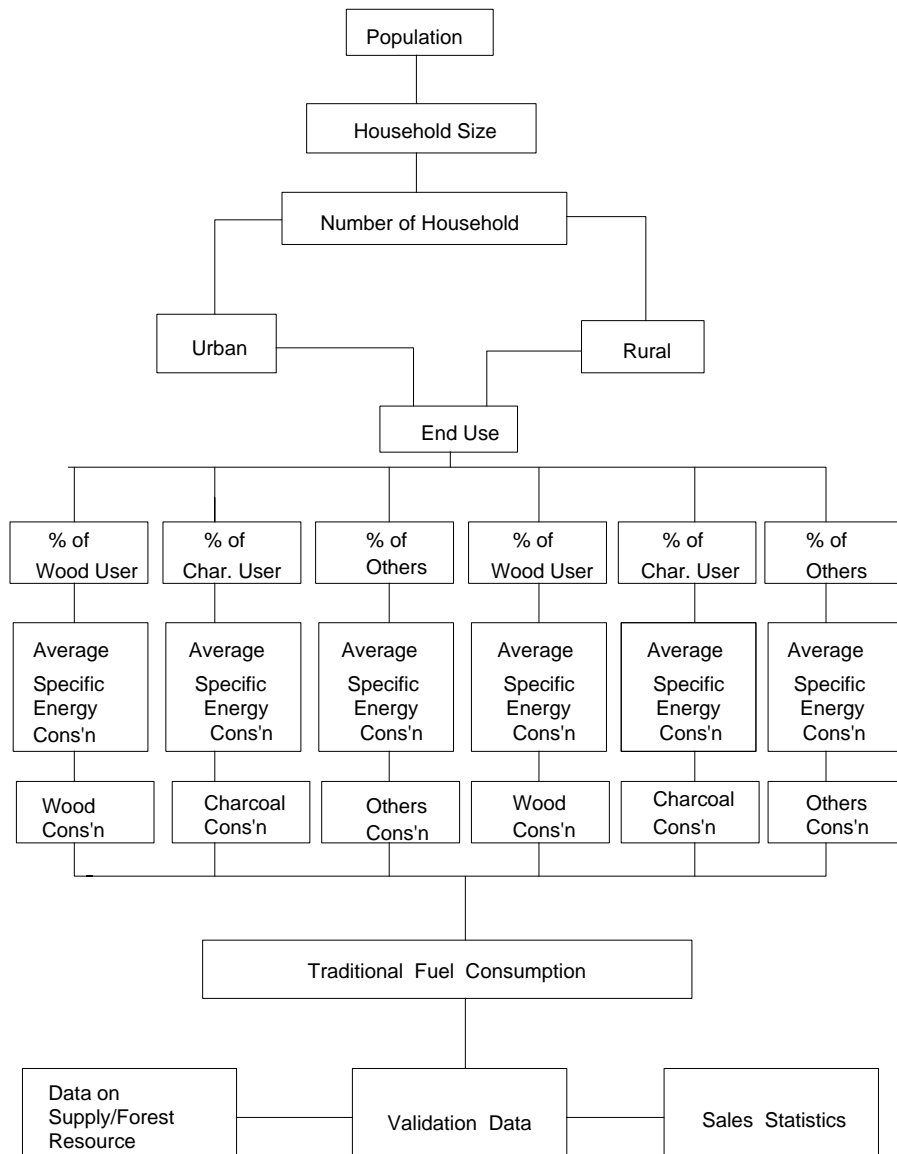 Population
Household Size
Number of Household
Urban
Rural
End Use
% of
Wood User
% of
Char. User
% of
Others
% of
Wood User
% of
Char. User
% of
Others
Average
Specific
Energy
Cons'n
Average
Specific
Energy
Cons'n
Average
Specific
Energy
Cons'n
Average
Specific
Energy
Cons'n
Average
Specific
Energy
Cons'n
Average
Specific
Energy
Cons'n
Wood
Cons'n
Charcoal
Cons'n
Others
Cons'n
Wood
Cons'n
Charcoal
Cons'n
Others
Cons'n
Traditional Fuel Consumption
Data on
Supply/Forest
Resource
Validation Data
Sales Statistics